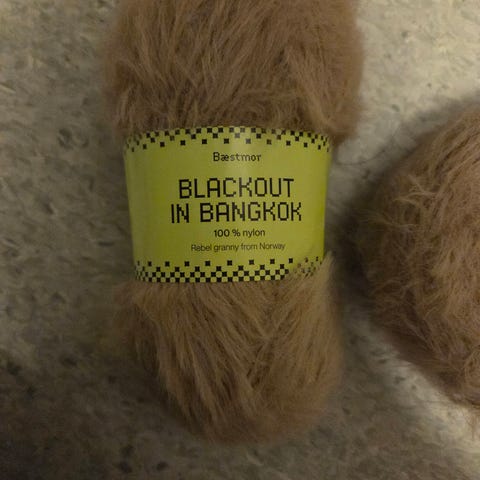 Bæstmor
BLACKOUT
IN BANGKOK
100 % nylon
Rebel granny from Norway